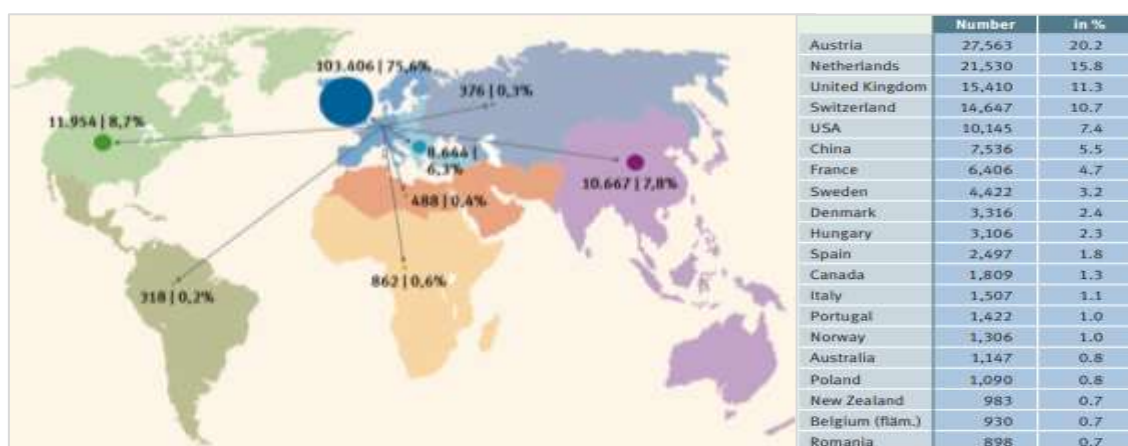 103.406 | 75,6%
376 | 0,3%
11.954 | 8,7%
8.644 |
6,3%
10.667 | 7,8%
488 | 0,4%
862 | 0,6%
318 | 0,2%
Number in %
Austria 27,563 20.2
Netherlands 21,530 15.8
United Kingdom 15,410 11.3
Switzerland 14,647 10.7
USA 10,145 7.4
China 7,536 5.5
France 6,406 4.7
Sweden 4,422 3.2
Denmark 3,316 2.4
Hungary 3,106 2.3
Spain 2,497 1.8
Canada 1,809 1.3
Italy 1,507 1.1
Portugal 1,422 1.0
Norway 1,306 1.0
Australia 1,147 0.8
Poland 1,090 0.8
New Zealand 983 0.7
Belgium (fläm.) 930 0.7
Romania 898 0.7